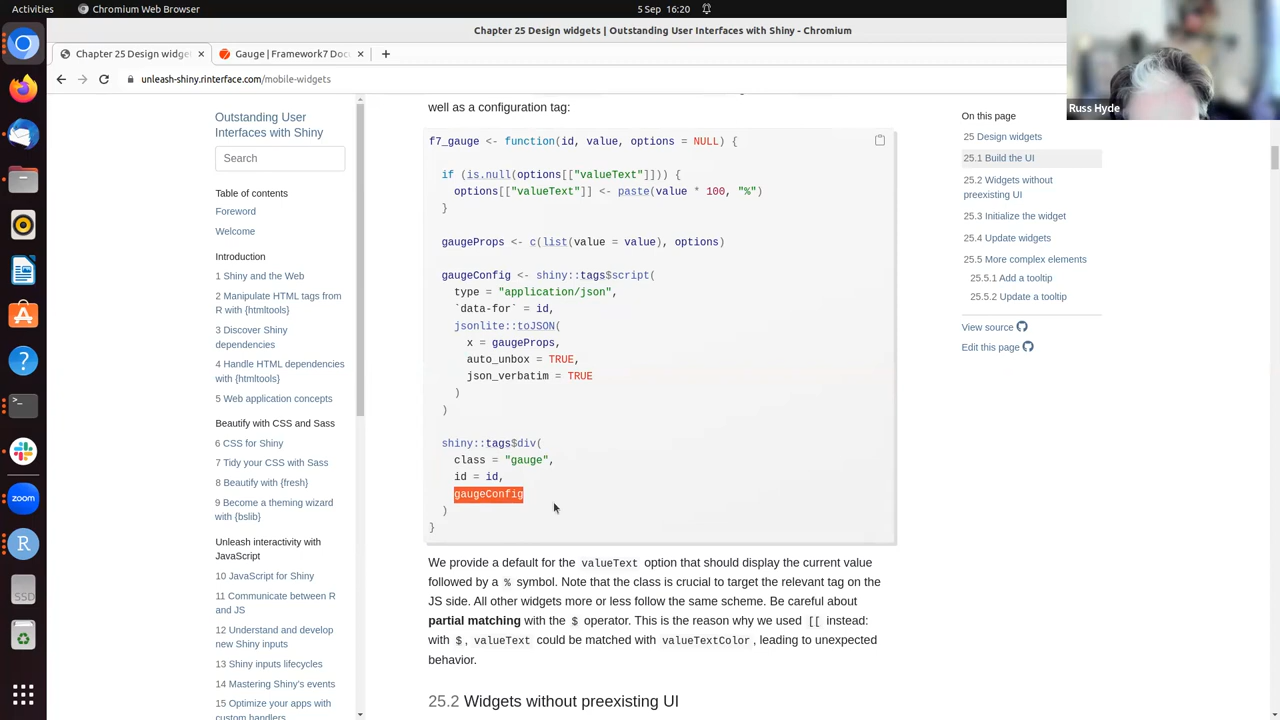 Activities
Chromium Web Browser
5 Sep 16:20
Chapter 25 Design widgets | Outstanding User Interfaces with Shiny - Chromium
Chapter 25 Design widge
Gauge | Framework7 Doc
unleash-shiny.rinterface.com/mobile-widgets
Russ Hyde
Outstanding User
Interfaces with Shiny
Search
Table of contents
Foreword
Welcome
Introduction
1 Shiny and the Web
2 Manipulate HTML tags from
R with {htmltools}
3 Discover Shiny
dependencies
4 Handle HTML dependencies
with {htmltools}
5 Web application concepts
Beautify with CSS and Sass
6 CSS for Shiny
7 Tidy your CSS with Sass
8 Beautify with {fresh}
9 Become a theming wizard
with {bslib}
Unleash interactivity with
JavaScript
10 JavaScript for Shiny
11 Communicate between R
and JS
12 Understand and develop
new Shiny inputs
13 Shiny inputs lifecycles
14 Mastering Shiny's events
15 Optimize your apps with
custom handlers
well as a configuration tag:
f7_gauge <- function(id, value, options = NULL) {
if (is.null(options[["valueText"]])) {
options[["valueText"]] <- paste(value * 100, "%")
}
gaugeProps <- c(list(value = value), options)
gaugeConfig <- shiny::tags$script(
type = "application/json",
`data-for` = id,
jsonlite::toJSON(
x = gaugeProps,
auto_unbox = TRUE,
json_verbatim = TRUE
)
)
shiny::tags$div(
class = "gauge",
id = id,
gaugeConfig
)
}
We provide a default for the valueText option that should display the current value
followed by a % symbol. Note that the class is crucial to target the relevant tag on the
JS side. All other widgets more or less follow the same scheme. Be careful about
partial matching with the $ operator. This is the reason why we used [[ instead:
with $, valueText could be matched with valueTextColor, leading to unexpected
behavior.
25.2 Widgets without preexisting UI
On this page
25 Design widgets
25.1 Build the UI
25.2 Widgets without
preexisting UI
25.3 Initialize the widget
25.4 Update widgets
25.5 More complex elements
25.5.1 Add a tooltip
25.5.2 Update a tooltip
View source
Edit this page
zoom
R
SSD